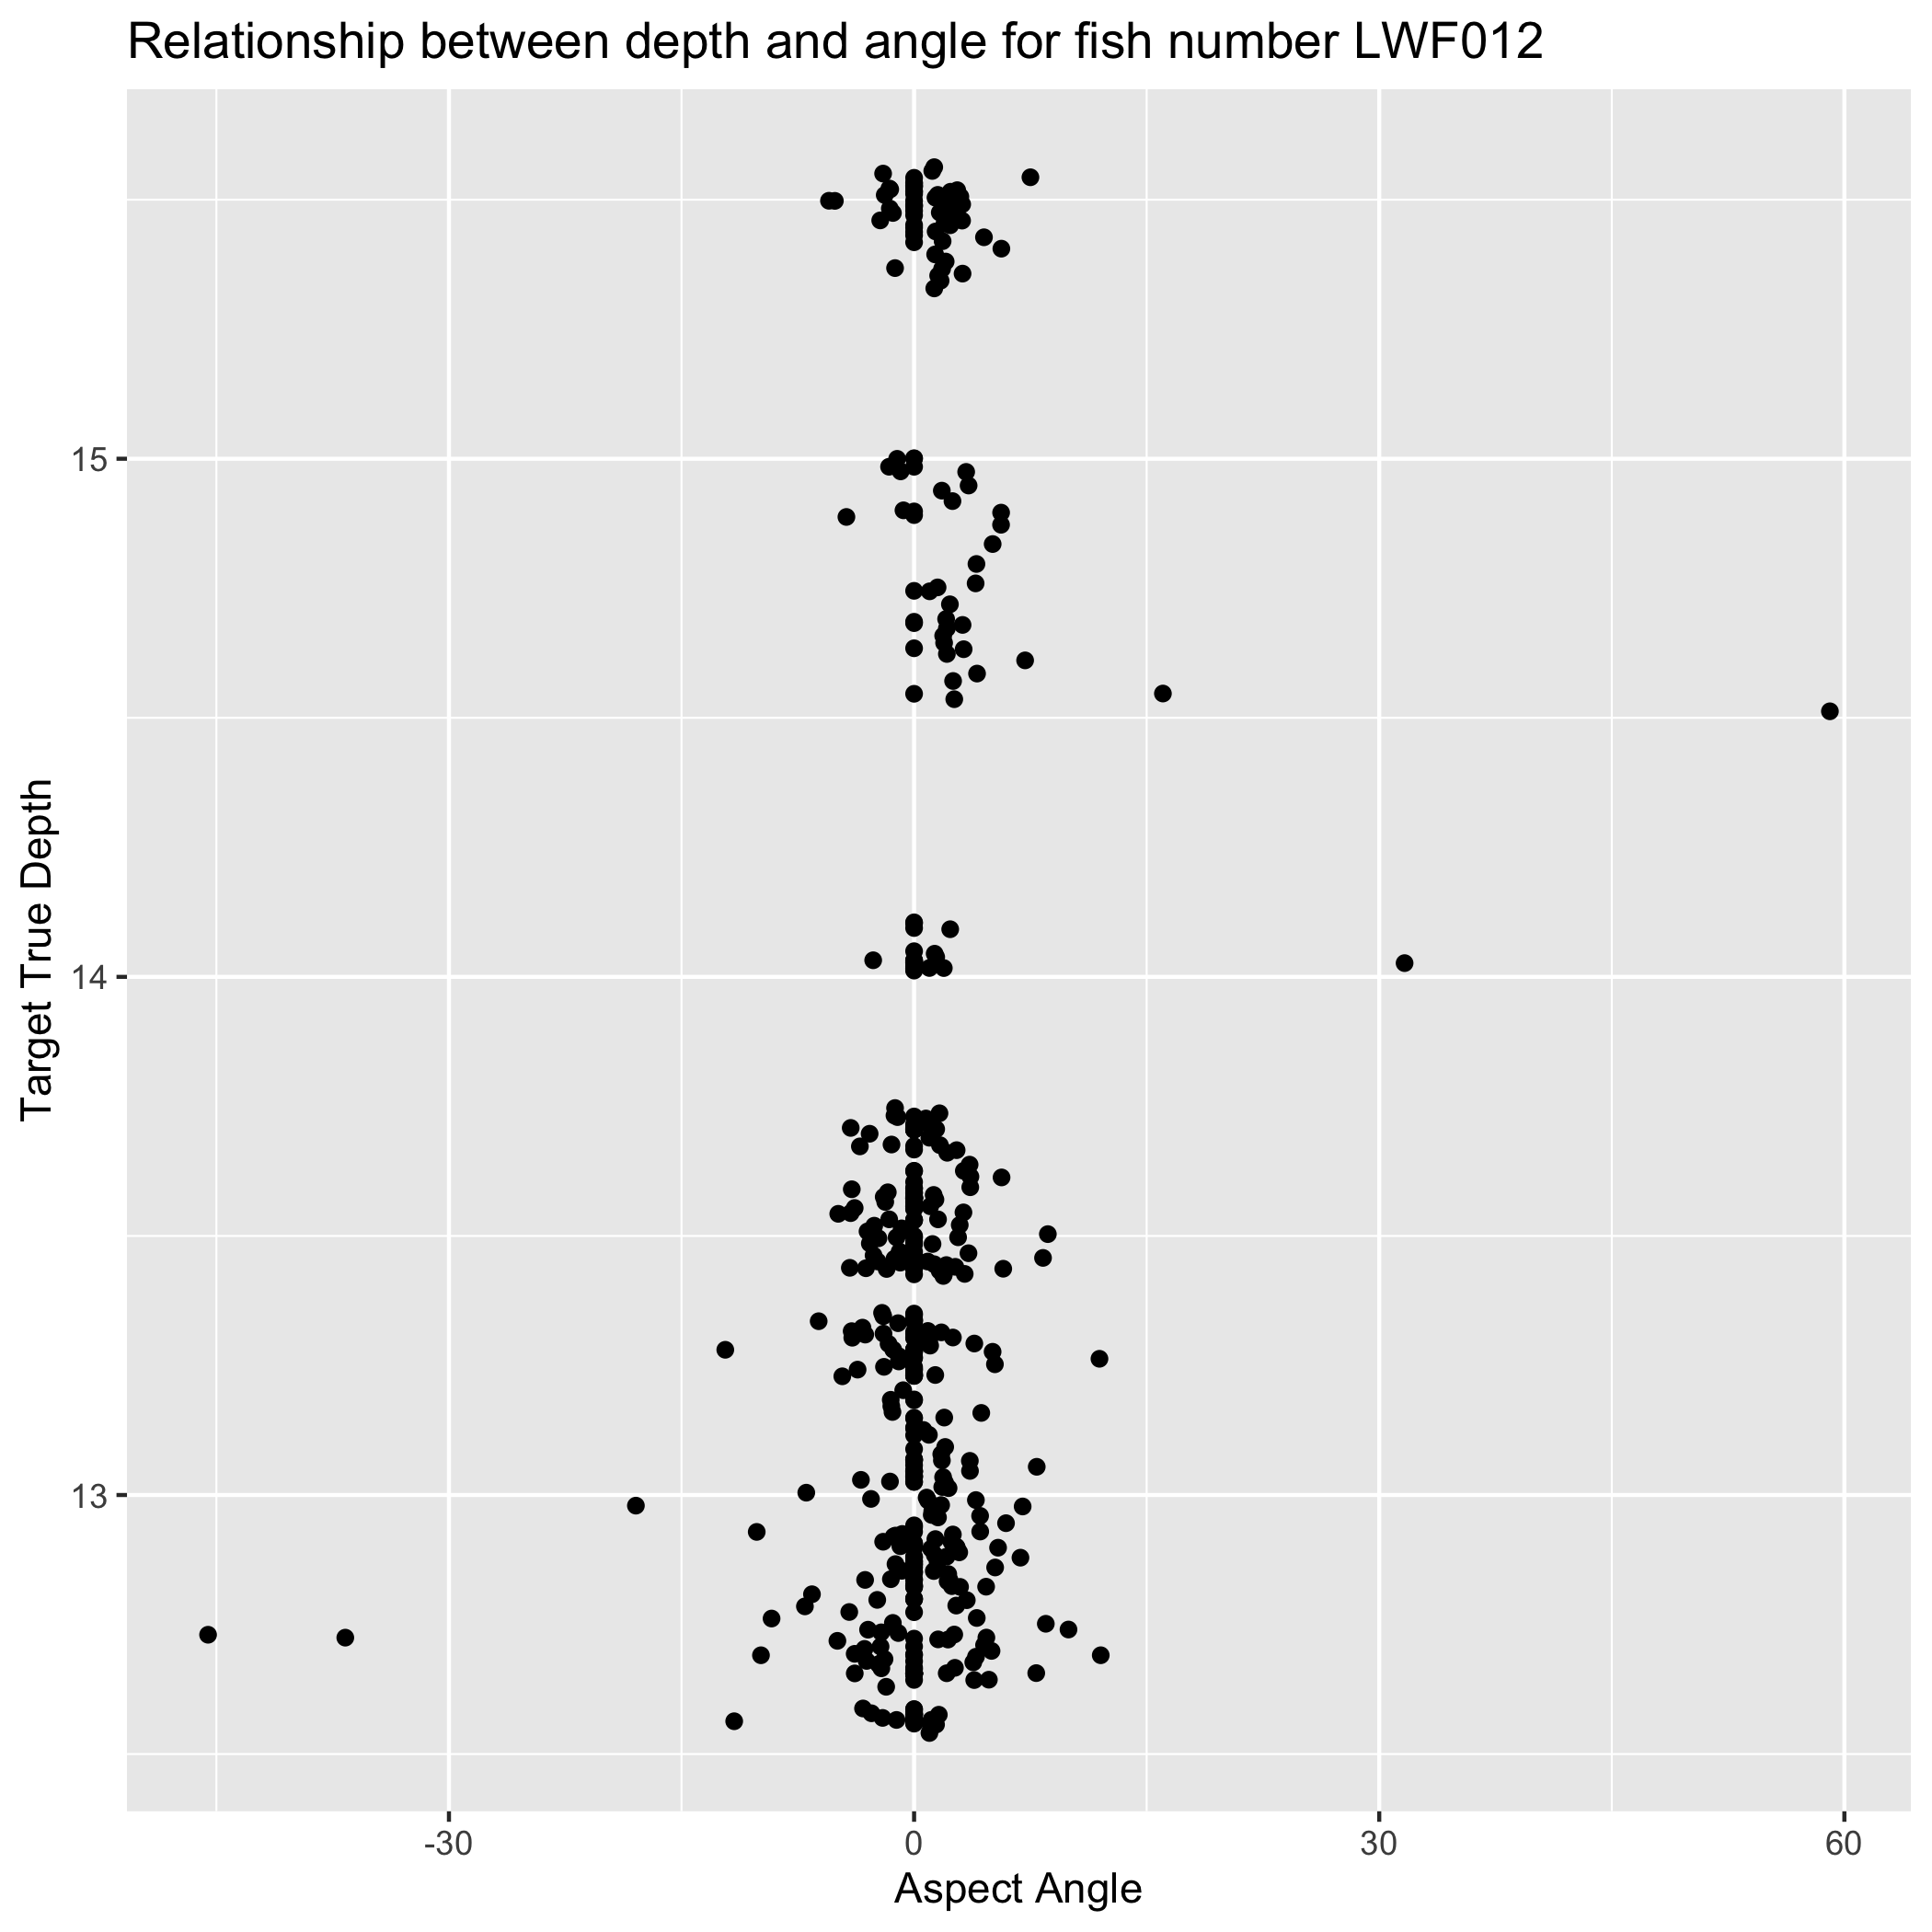 Relationship between depth and angle for fish number LWF012
15
14
13
Target True Depth
-30
0
30
60
Aspect Angle